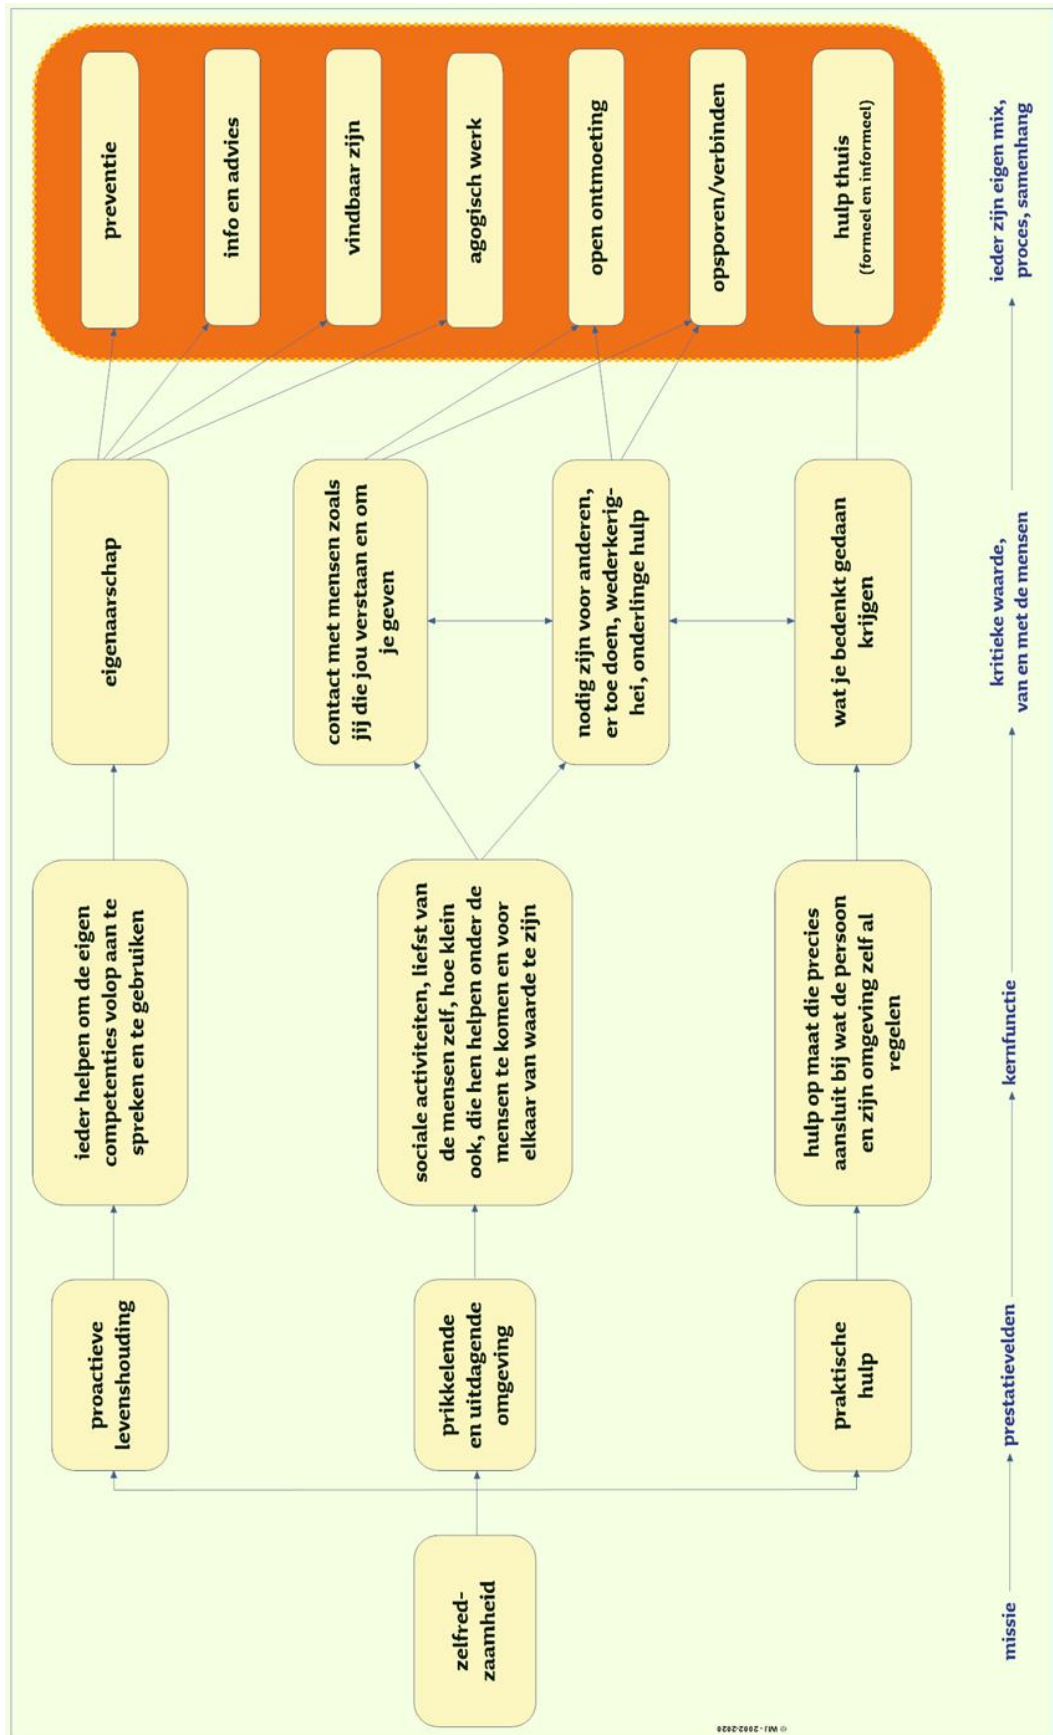 zelfred-
zaamheid
proactieve
levenshouding
prikkelende
en uitdagende
omgeving
praktische
hulp
ieder helpen om de eigen
competenties volop aan te
spreken en te gebruiken
sociale activiteiten, liefst van
de mensen zelf, hoe klein
ook, die hen helpen onder de
mensen te komen en voor
elkaar van waarde te zijn
hulp op maat die precies
aansluit bij wat de persoon
en zijn omgeving zelf al
regelen
eigenaarschap
contact met mensen zoals
jij die jou verstaan en om
je geven
nodig zijn voor anderen,
er toe doen, wederkerig-
hei, onderlinge hulp
wat je bedenkt gedaan
krijgen
preventie
info en advies
vindbaar zijn
agogisch werk
open ontmoeting
opsporen/verbinden
hulp thuis
(formeel en informeel)
missie
prestatievelden
kernfunctie
kritieke waarde,
van en met de mensen
ieder zijn eigen mix,
proces, samenhang
© WIJ - 2002-2020